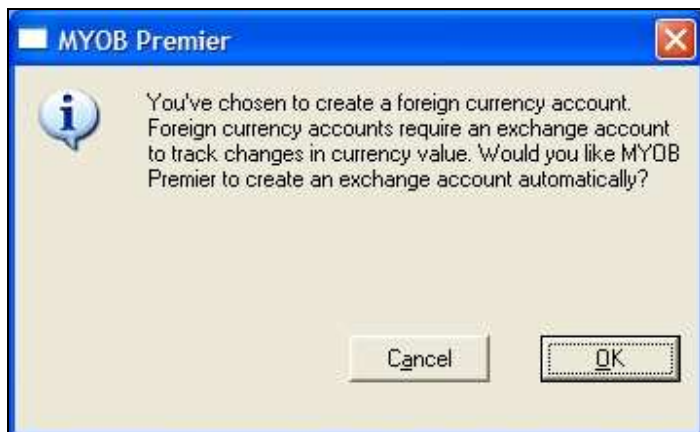 MYOB Premier
You've chosen to create a foreign currency account.
Foreign currency accounts require an exchange account
to track changes in currency value. Would you like MYOB
Premier to create an exchange account automatically?
Cancel
OK